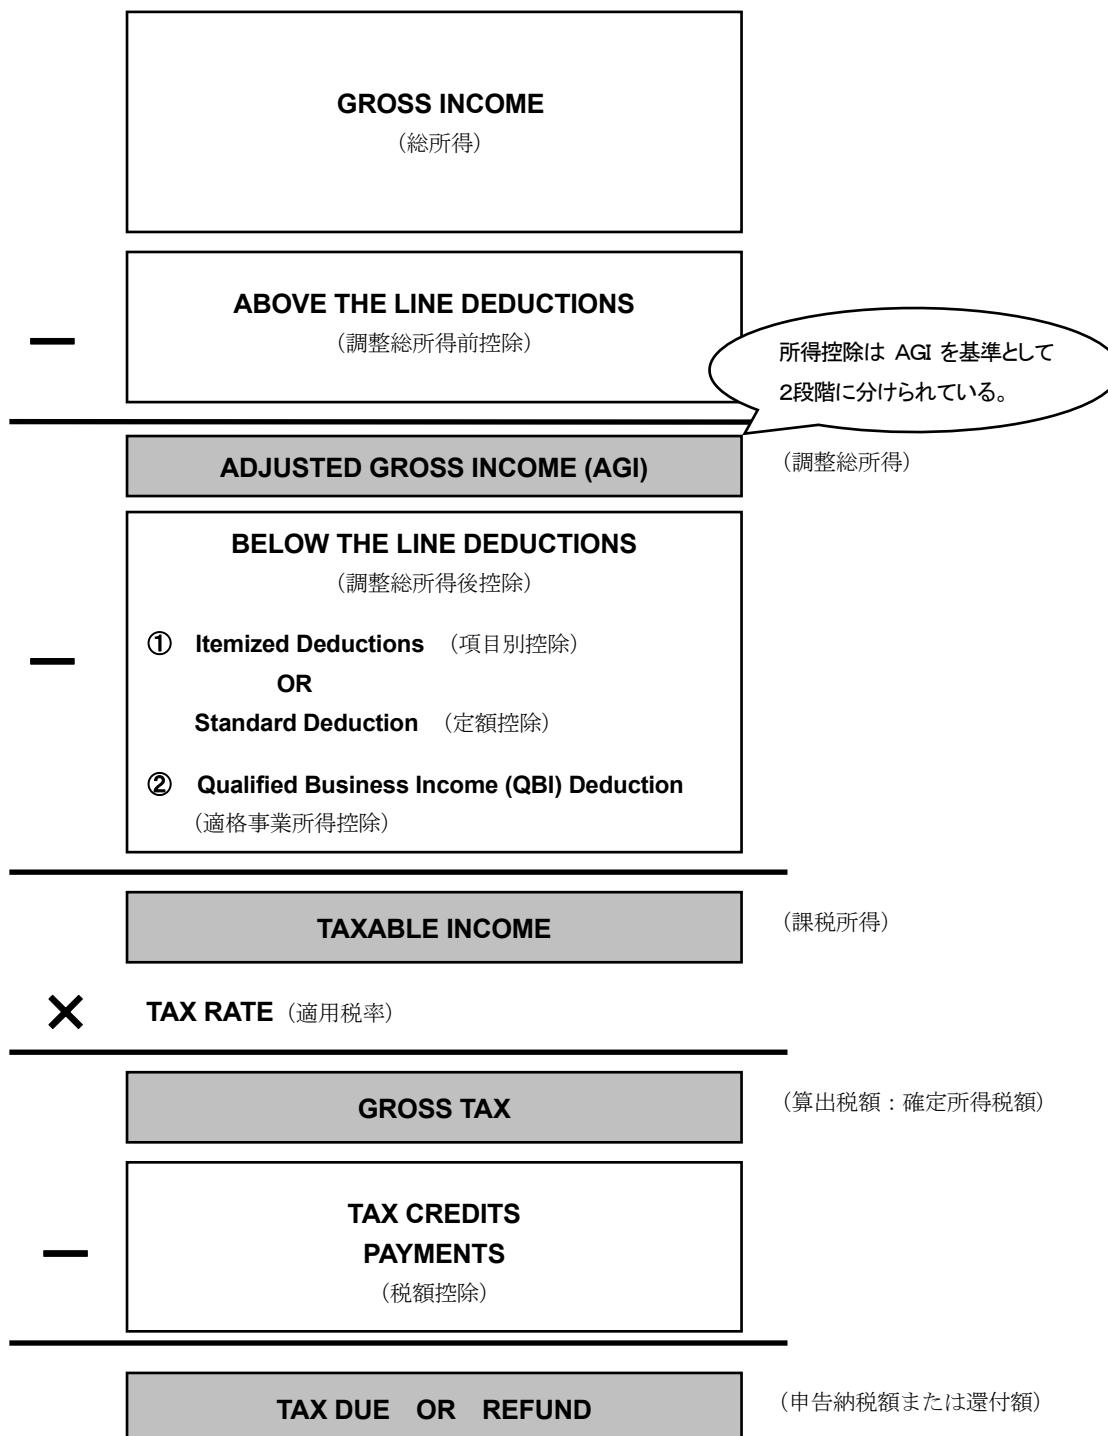 GROSS INCOME
（総所得）
ABOVE THE LINE DEDUCTIONS
（調整総所得前控除）
所得控除は AGI を基準として
２段階に分けられている。
ADJUSTED GROSS INCOME (AGI)
（調整総所得）
BELOW THE LINE DEDUCTIONS
（調整総所得後控除）
① Itemized Deductions （項目別控除）
OR
Standard Deduction （定額控除）
② Qualified Business Income (QBI) Deduction
（適格事業所得控除）
TAXABLE INCOME
（課税所得）
TAX RATE（適用税率）
GROSS TAX
（算出税額：確定所得税額）
TAX CREDITS
PAYMENTS
（税額控除）
TAX DUE OR REFUND
（申告納税額または還付額）